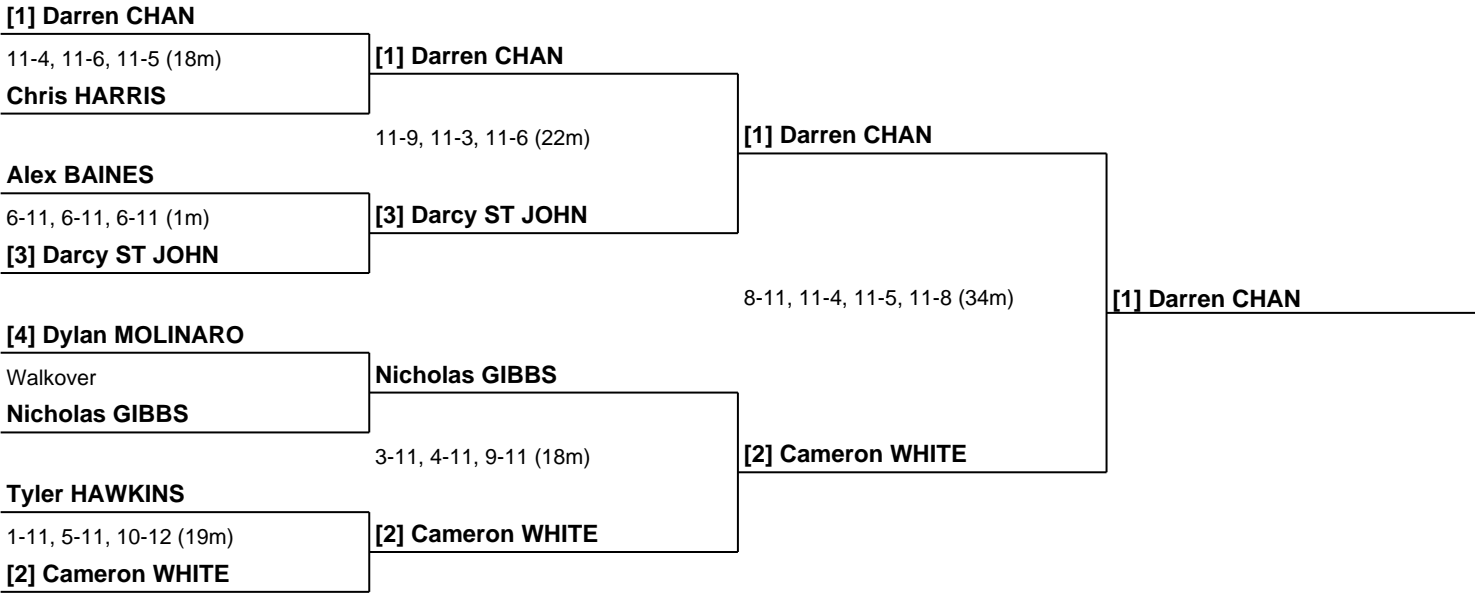 [1] Darren CHAN
11-4, 11-6, 11-5 (18m)
Chris HARRIS
Alex BAINES
6-11, 6-11, 6-11 (1m)
[3] Darcy ST JOHN
[4] Dylan MOLINARO
Walkover
Nicholas GIBBS
Tyler HAWKINS
1-11, 5-11, 10-12 (19m)
[2] Cameron WHITE
[1] Darren CHAN
11-9, 11-3, 11-6 (22m)
[3] Darcy ST JOHN
Nicholas GIBBS
3-11, 4-11, 9-11 (18m)
[2] Cameron WHITE
[1] Darren CHAN
8-11, 11-4, 11-5, 11-8 (34m)
[2] Cameron WHITE
[1] Darren CHAN